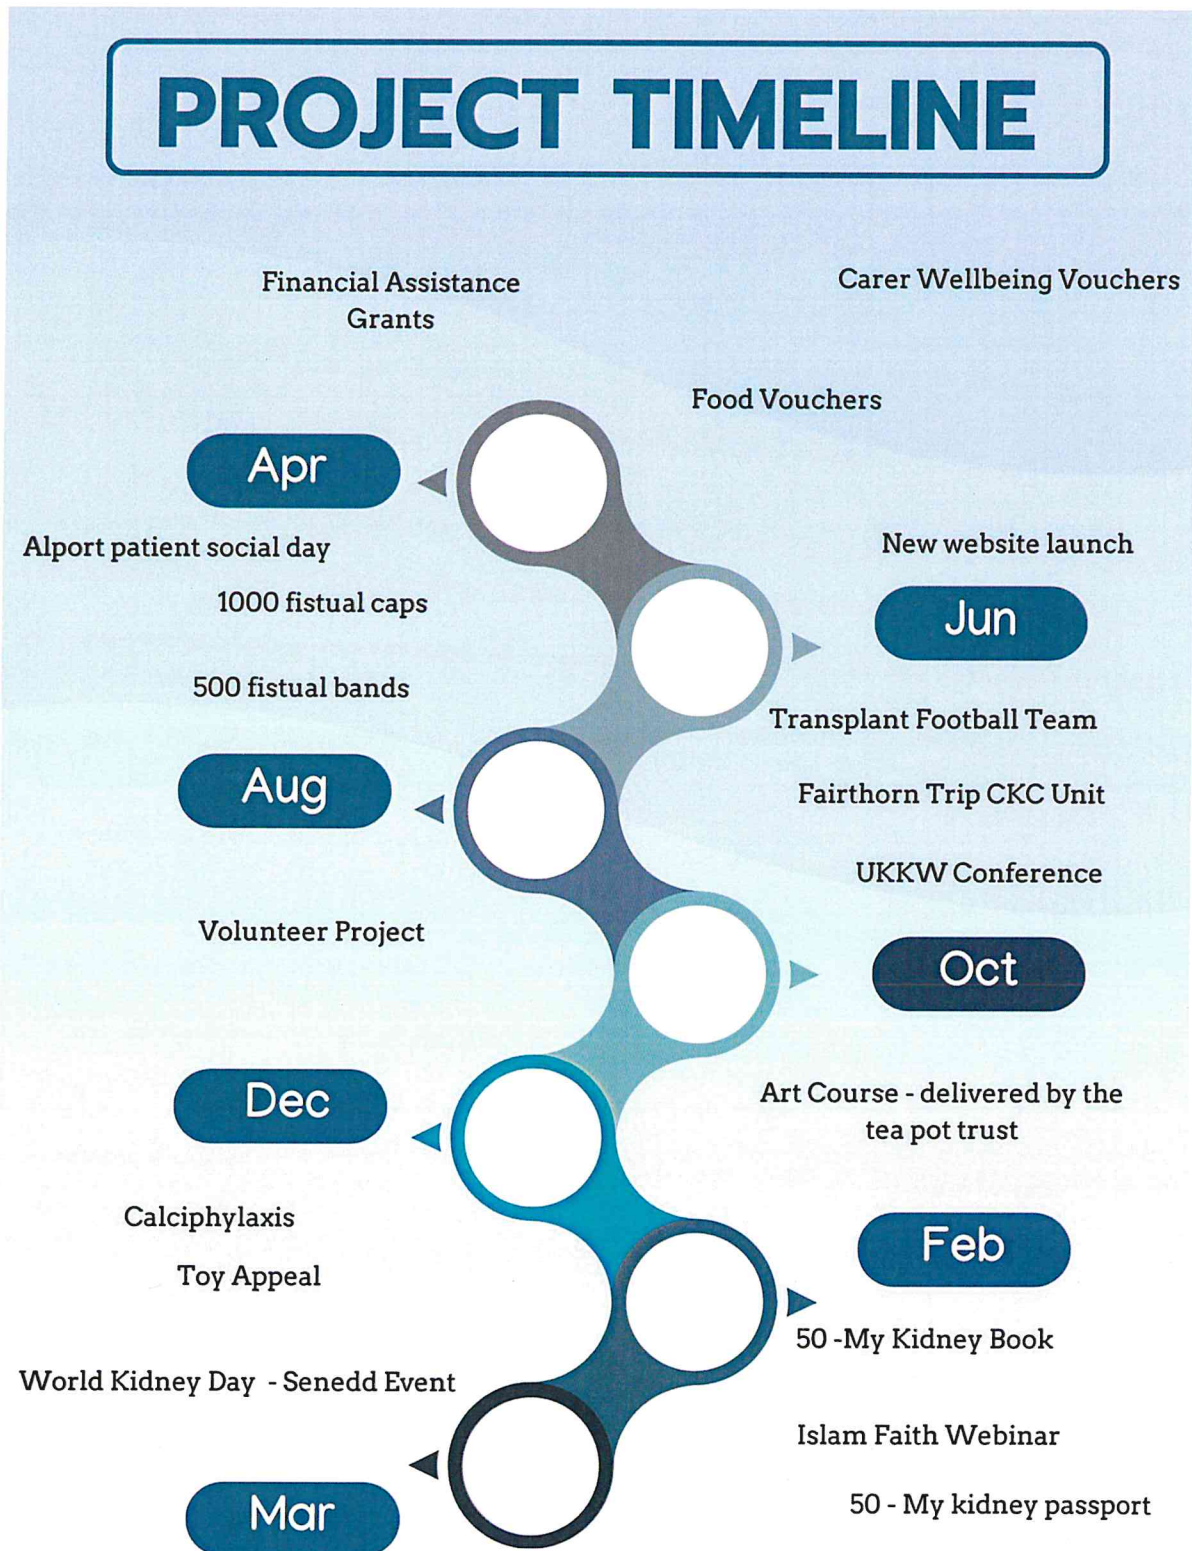 PROJECT TIMELINE
Financial Assistance
Grants
Carer Wellbeing Vouchers
Food Vouchers
Apr
Alport patient social day
1000 fistual caps
500 fistual bands
New website launch
Jun
Transplant Football Team
Fairthorn Trip CKC Unit
UKKW Conference
Aug
Volunteer Project
Oct
Art Course - delivered by the
tea pot trust
Dec
Calciphylaxis
Toy Appeal
Feb
50 -My Kidney Book
Islam Faith Webinar
50 - My kidney passport
World Kidney Day - Senedd Event
Mar